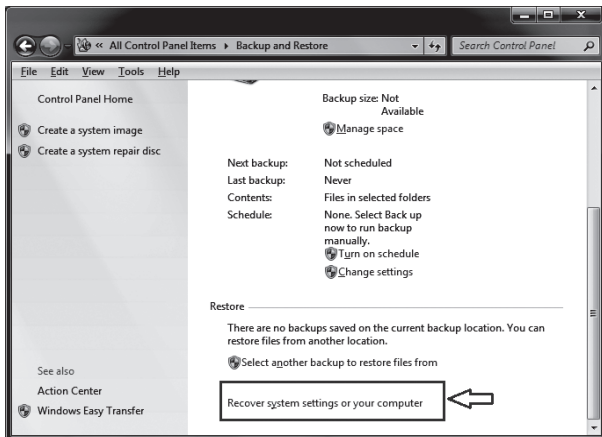 « All Control Panel Items ▸ Backup and Restore
Search Control Panel
File Edit View Tools Help
Control Panel Home
Create a system image
Create a system repair disc
See also
Action Center
Windows Easy Transfer
Backup size: Not
Available
Manage space
Next backup: Not scheduled
Last backup: Never
Contents: Files in selected folders
Schedule: None. Select Back up
now to run backup
manually.
Turn on schedule
Change settings
Restore
There are no backups saved on the current backup location. You can
restore files from another location.
Select another backup to restore files from
Recover system settings or your computer